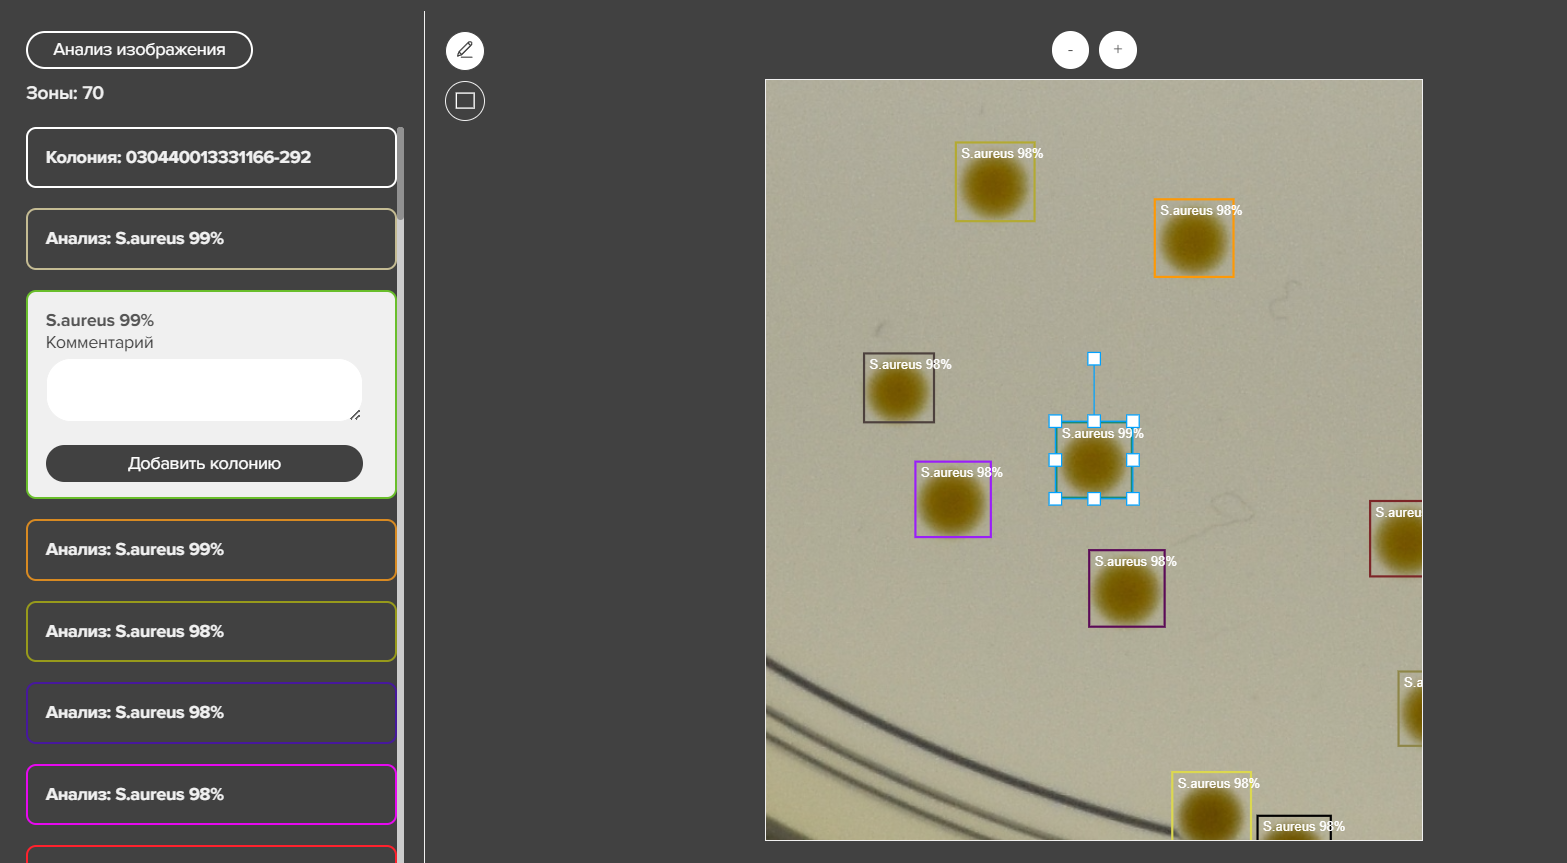 Анализ изображения
Зоны: 70
Колония: 030440013331166-292
Анализ: S.aureus 99%
S.aureus 99%
Комментарий
Добавить колонию
Анализ: S.aureus 99%
Анализ: S.aureus 98%
Анализ: S.aureus 98%
Анализ: S.aureus 98%
-
+
S.aureus 98%
S.aureus 98%
S.aureus 98%
S.aureus 99%
S.aureus 98%
S.aureu
S.aureus 98%
S.a
S.aureus 98%
S.aureus 98%